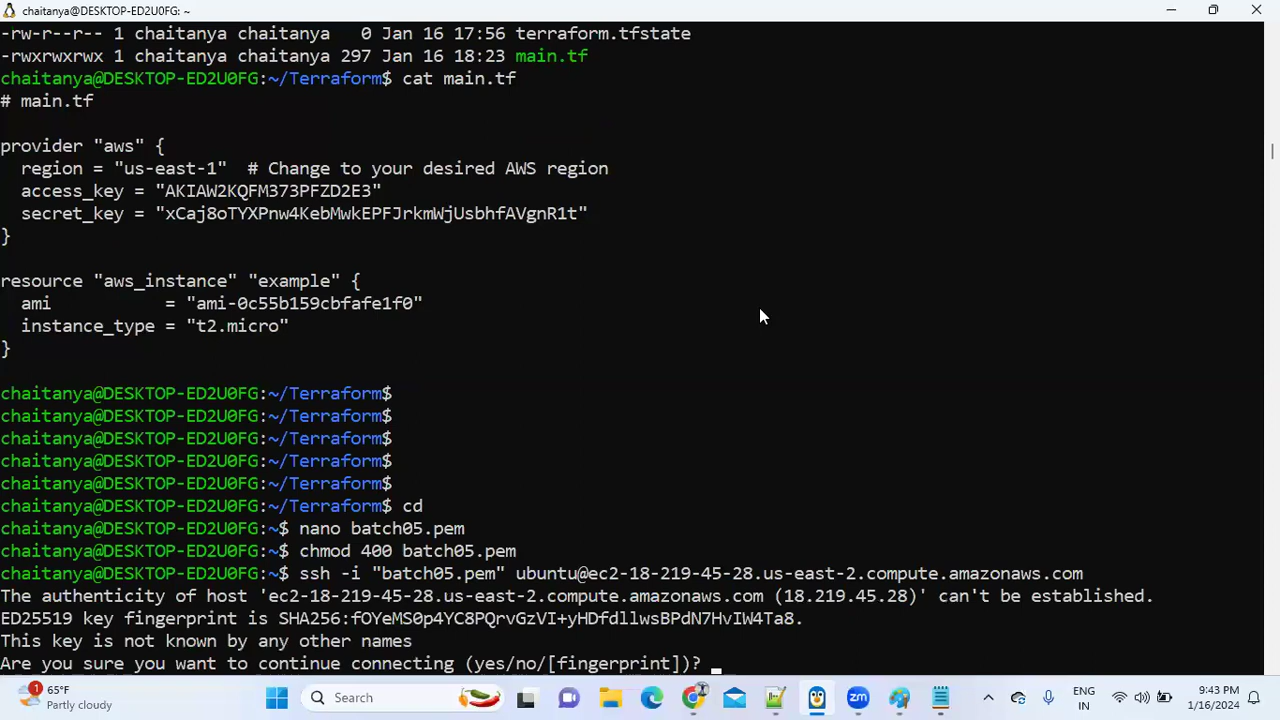 chaitanya@DESKTOP-ED2U0FG: ~
-rw-r--r-- 1 chaitanya chaitanya   0 Jan 16 17:56 terraform.tfstate
-rwxrwxrwx 1 chaitanya chaitanya 297 Jan 16 18:23 main.tf
chaitanya@DESKTOP-ED2U0FG:~/Terraform$ cat main.tf
# main.tf
provider "aws" {
  region = "us-east-1"  # Change to your desired AWS region
  access_key = "AKIAW2KQFM373PFZD2E3"
  secret_key = "xCaj8oTYXPnw4KebMwkEPFJrkmWjUsbhfAVgnR1t"
}
resource "aws_instance" "example" {
  ami           = "ami-0c55b159cbfafe1f0"
  instance_type = "t2.micro"
}
chaitanya@DESKTOP-ED2U0FG:~/Terraform$
chaitanya@DESKTOP-ED2U0FG:~/Terraform$
chaitanya@DESKTOP-ED2U0FG:~/Terraform$
chaitanya@DESKTOP-ED2U0FG:~/Terraform$
chaitanya@DESKTOP-ED2U0FG:~/Terraform$
chaitanya@DESKTOP-ED2U0FG:~/Terraform$ cd
chaitanya@DESKTOP-ED2U0FG:~$ nano batch05.pem
chaitanya@DESKTOP-ED2U0FG:~$ chmod 400 batch05.pem
chaitanya@DESKTOP-ED2U0FG:~$ ssh -i "batch05.pem" ubuntu@ec2-18-219-45-28.us-east-2.compute.amazonaws.com
The authenticity of host 'ec2-18-219-45-28.us-east-2.compute.amazonaws.com (18.219.45.28)' can't be established.
ED25519 key fingerprint is SHA256:fOYeMS0p4YC8PQrvGzVI+yHDfdllwsBPdN7HvIW4Ta8.
This key is not known by any other names
Are you sure you want to continue connecting (yes/no/[fingerprint])?
1
65°F
Partly cloudy
Search
zm
ENG
IN
9:43 PM
1/16/2024